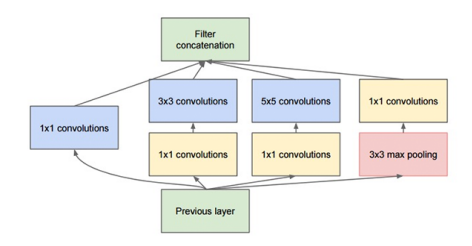 Filter
concatenation
3x3 convolutions
5x5 convolutions
1x1 convolutions
1x1 convolutions
1x1 convolutions
1x1 convolutions
3x3 max pooling
Previous layer